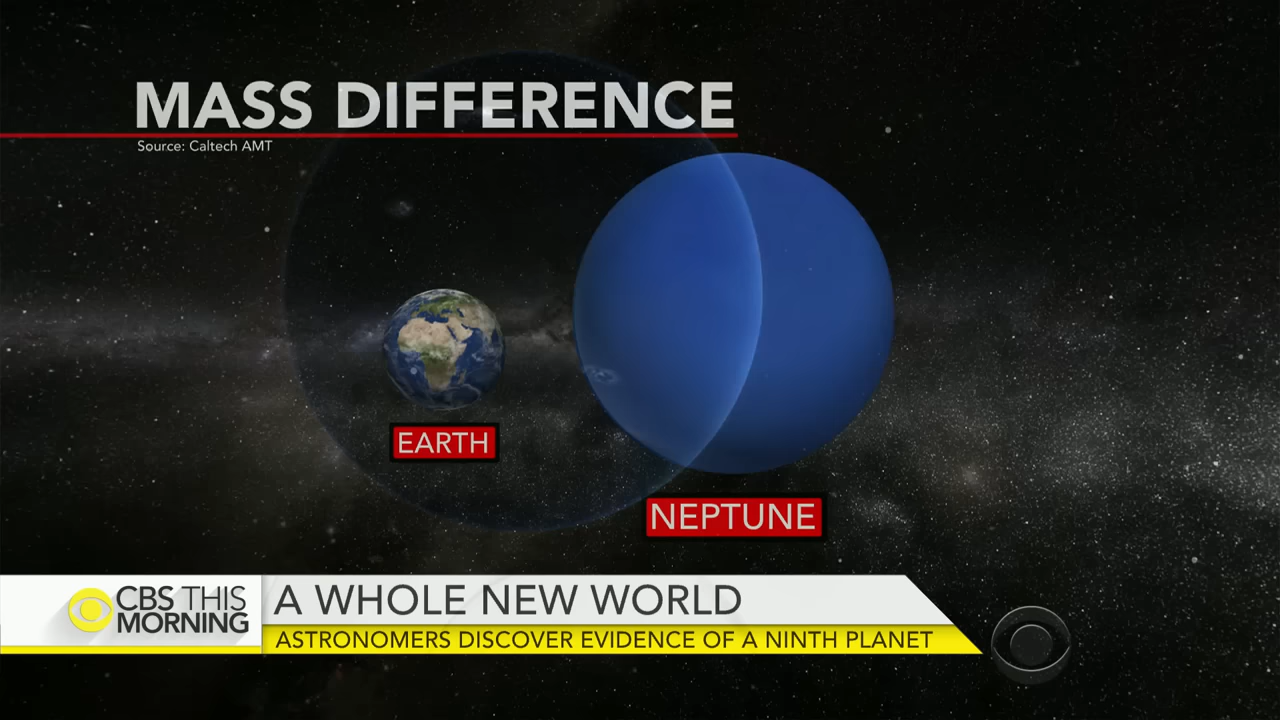 MASS DIFFERENCE
Source: Caltech AMT
EARTH
NEPTUNE
CBS THIS
MORNING
A WHOLE NEW WORLD
ASTRONOMERS DISCOVER EVIDENCE OF A NINTH PLANET